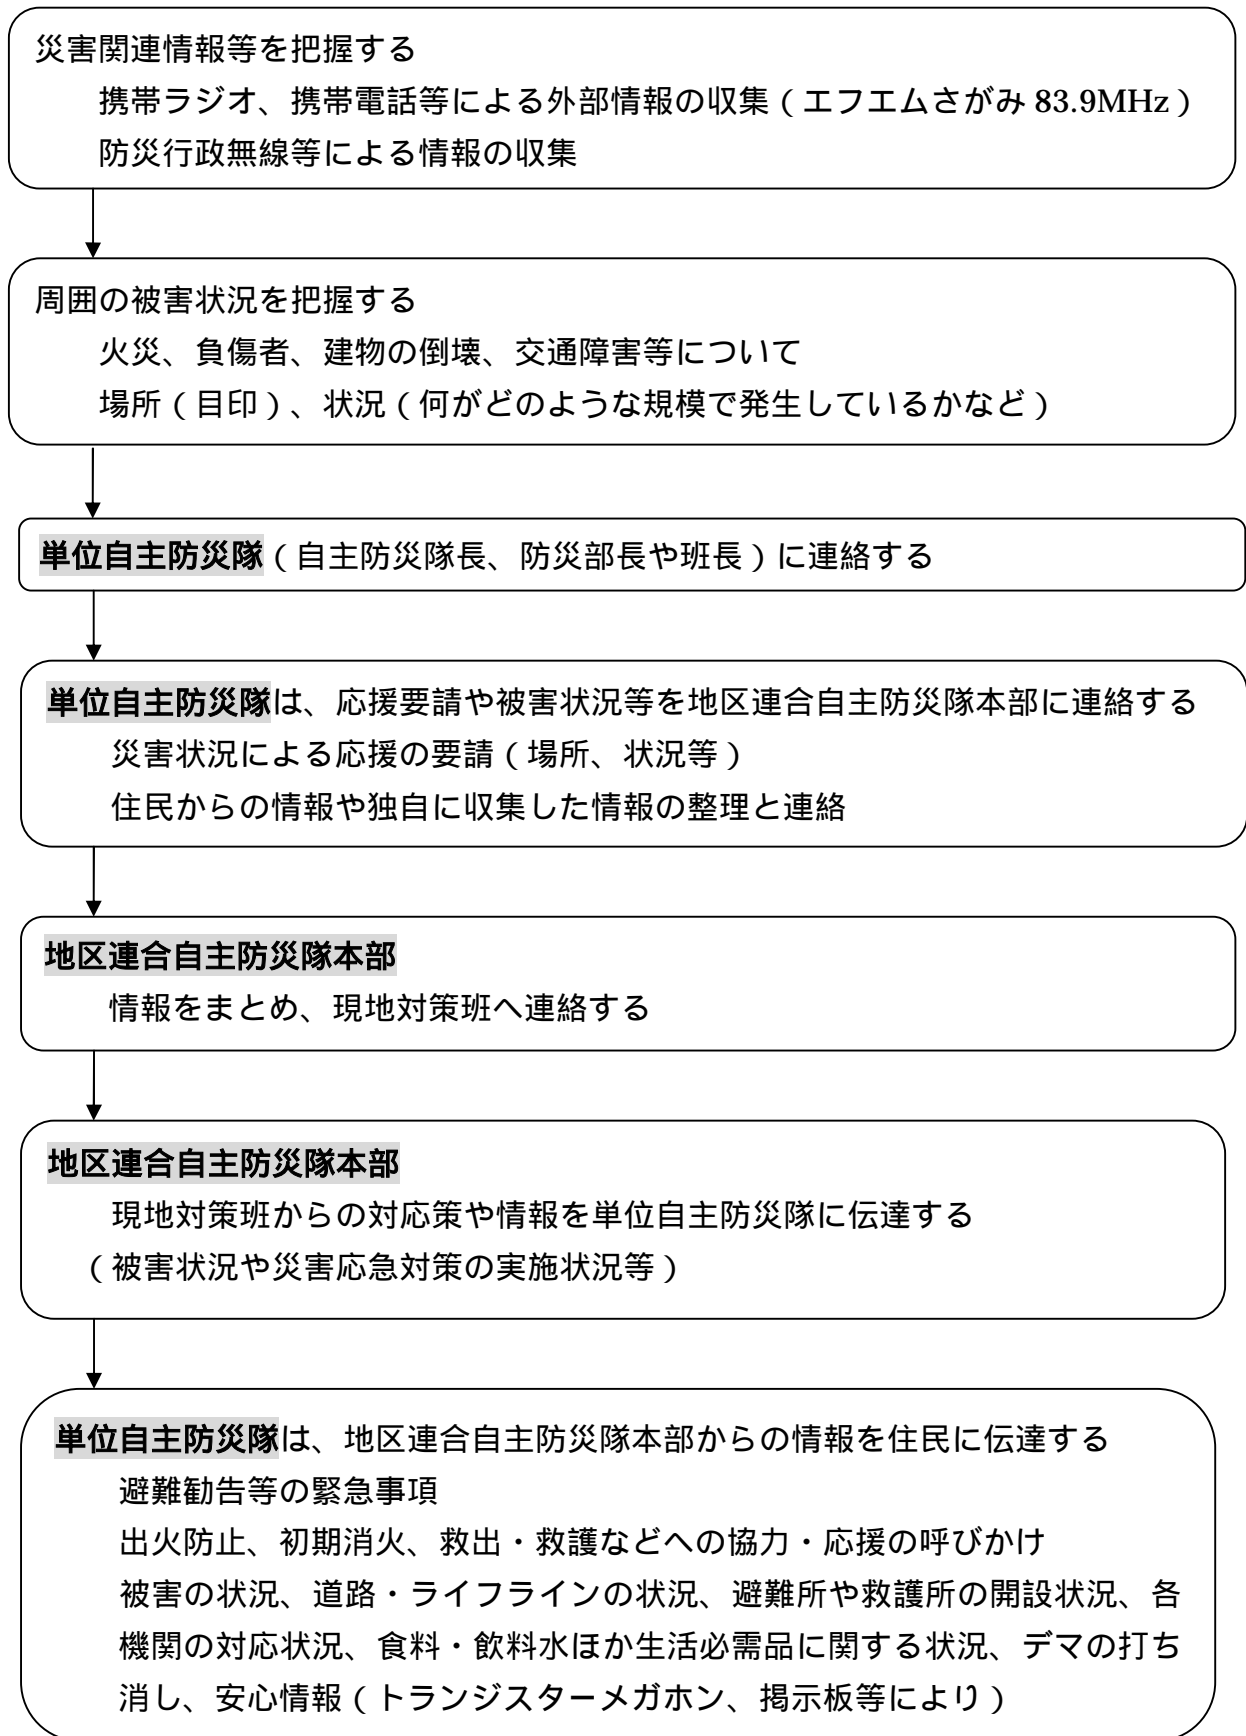 災害関連情報等を把握する
携帯ラジオ、携帯電話等による外部情報の収集（エフエムさがみ 83.9MHz）
防災行政無線等による情報の収集
周囲の被害状況を把握する
火災、負傷者、建物の倒壊、交通障害等について
場所（目印）、状況（何がどのような規模で発生しているかなど）
単位自主防災隊（自主防災隊長、防災部長や班長）に連絡する
単位自主防災隊は、応援要請や被害状況等を地区連合自主防災隊本部に連絡する
災害状況による応援の要請（場所、状況等）
住民からの情報や独自に収集した情報の整理と連絡
地区連合自主防災隊本部
情報をまとめ、現地対策班へ連絡する
地区連合自主防災隊本部
現地対策班からの対応策や情報を単位自主防災隊に伝達する
（被害状況や災害応急対策の実施状況等）
単位自主防災隊は、地区連合自主防災隊本部からの情報を住民に伝達する
避難勧告等の緊急事項
出火防止、初期消火、救出・救護などへの協力・応援の呼びかけ
被害の状況、道路・ライフラインの状況、避難所や救護所の開設状況、各
機関の対応状況、食料・飲料水ほか生活必需品に関する状況、デマの打ち
消し、安心情報（トランジスターメガホン、掲示板等により）